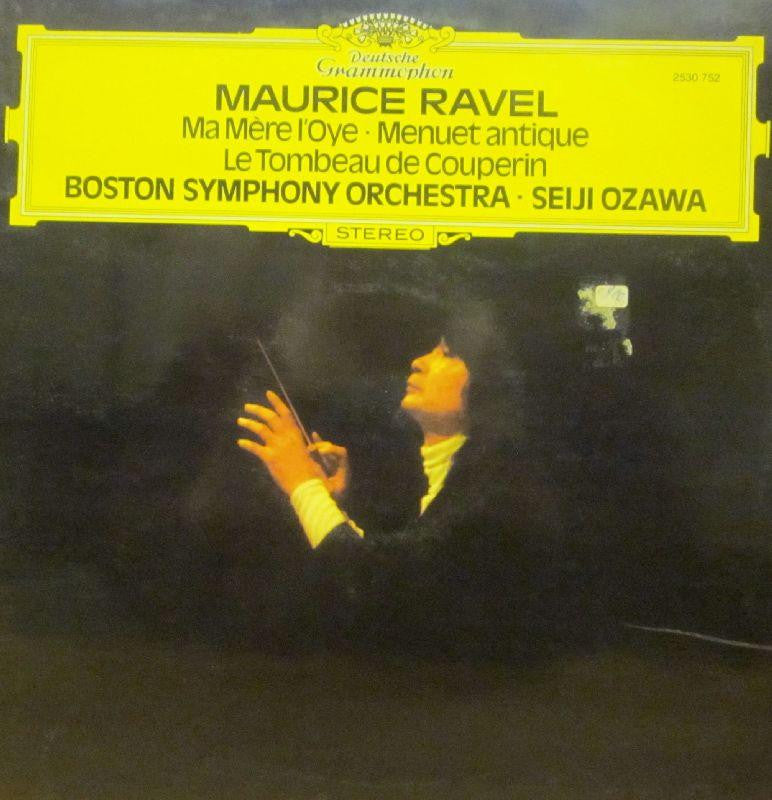 Deutsche
Grammophon
2530 752
MAURICE RAVEL
Ma Mère l'Oye · Menuet antique
Le Tombeau de Couperin
BOSTON SYMPHONY ORCHESTRA · SEIJI OZAWA
STEREO